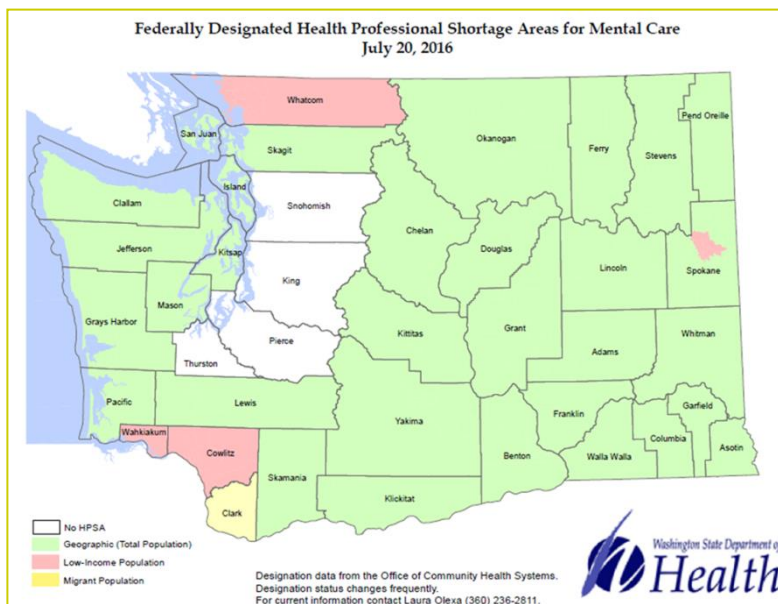 Federally Designated Health Professional Shortage Areas for Mental Care
July 20, 2016
Whatcom
San Juan
Skagit
Okanogan
Ferry
Stevens
Pend Oreille
Island
Clallam
Snohomish
Chelan
Jefferson
Kitsap
Douglas
King
Lincoln
Spokane
Mason
Grays Harbor
Kittitas
Grant
Pierce
Whitman
Thurston
Adams
Pacific
Lewis
Yakima
Franklin
Garfield
Wahkiakum
Columbia
Cowlitz
Benton
Walla Walla
Asotin
Skamania
Klickitat
Clark
No HPSA
Geographic (Total Population)
Low-Income Population
Migrant Population
Designation data from the Office of Community Health Systems.
Designation status changes frequently.
For current information contact Laura Olexa (360) 236-2811.
Washington State Department of
Health